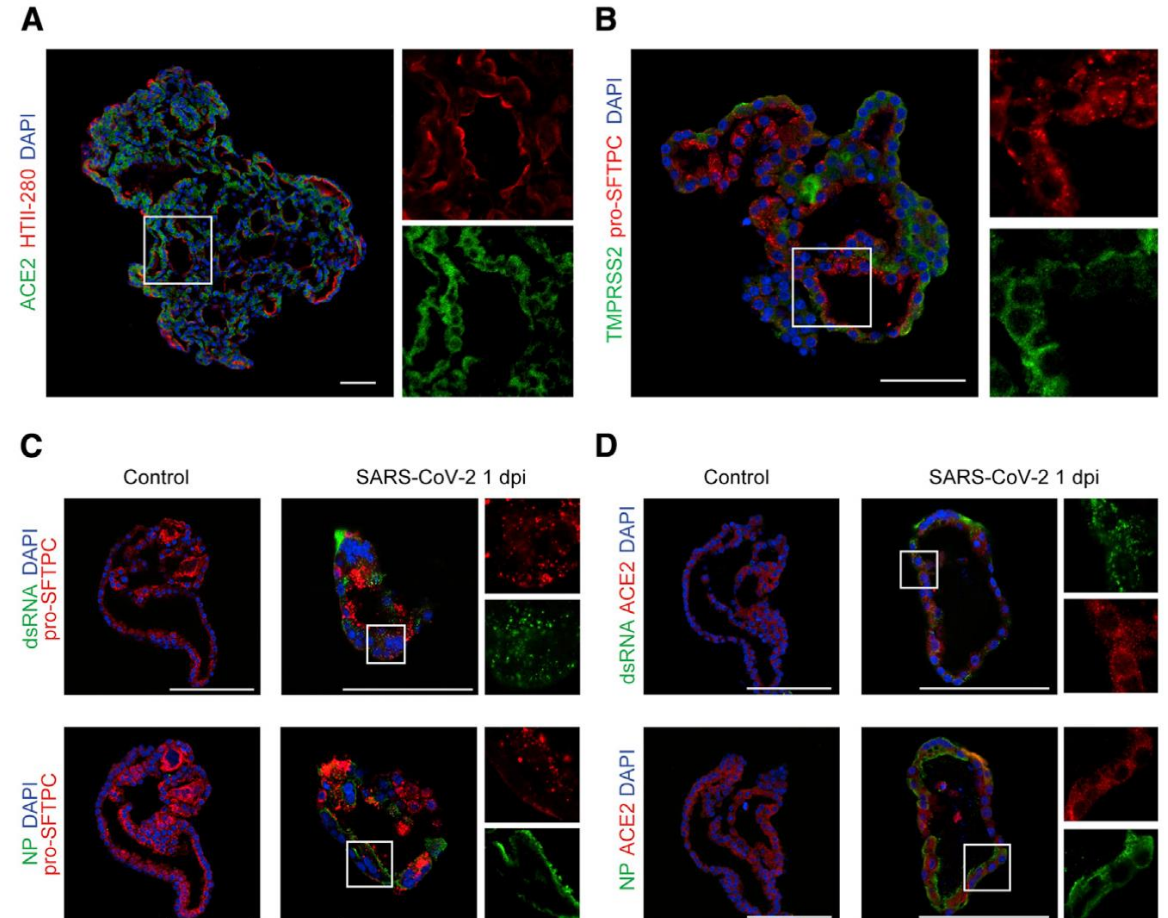 A
ACE2 HTII-280 DAPI
B
TMPRSS2 pro-SFTPC DAPI
C
Control
SARS-CoV-2 1 dpi
dsRNA DAPI
pro-SFTPC
NP DAPI
pro-SFTPC
D
Control
SARS-CoV-2 1 dpi
dsRNA ACE2 DAPI
NP ACE2 DAPI